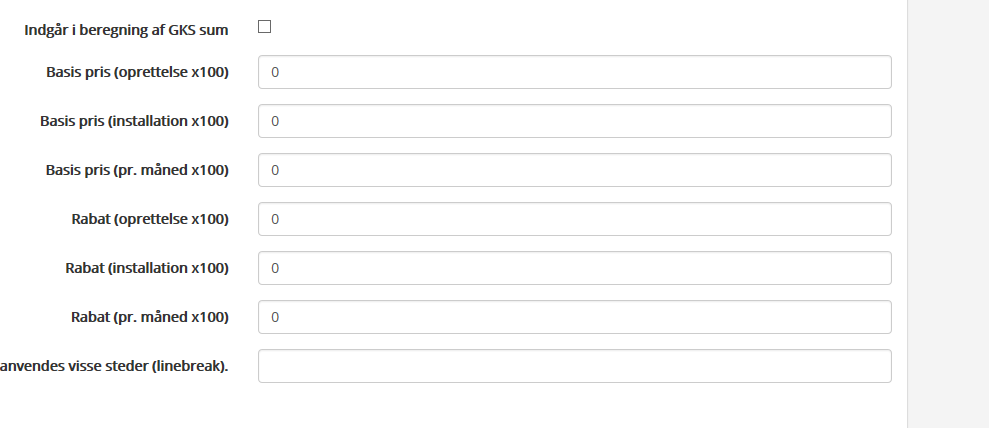 Indgår i beregning af GKS sum
Basis pris (oprettelse x100) 0
Basis pris (installation x100) 0
Basis pris (pr. måned x100) 0
Rabat (oprettelse x100) 0
Rabat (installation x100) 0
Rabat (pr. måned x100) 0
anvendes visse steder (linebreak).